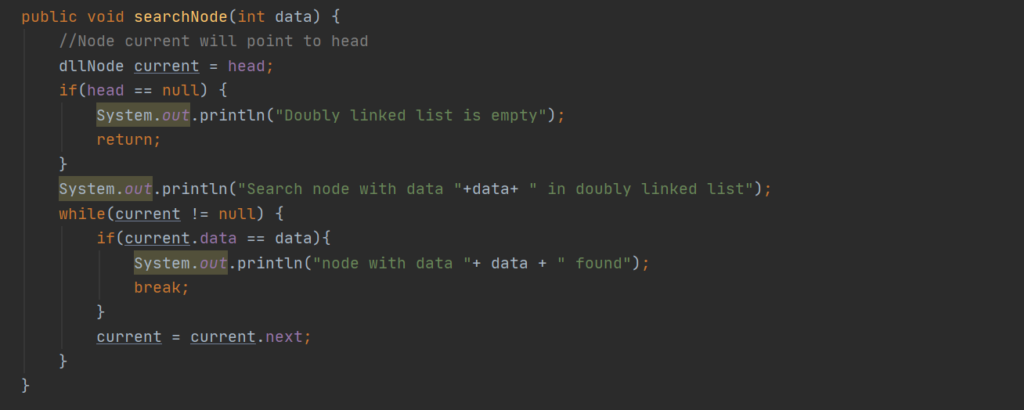 public void searchNode(int data) {
    //Node current will point to head
    dllNode current = head;
    if(head == null) {
        System.out.println("Doubly linked list is empty");
        return;
    }
    System.out.println("Search node with data "+data+ " in doubly linked list");
    while(current != null) {
        if(current.data == data){
            System.out.println("node with data "+ data + " found");
            break;
        }
        current = current.next;
    }
}